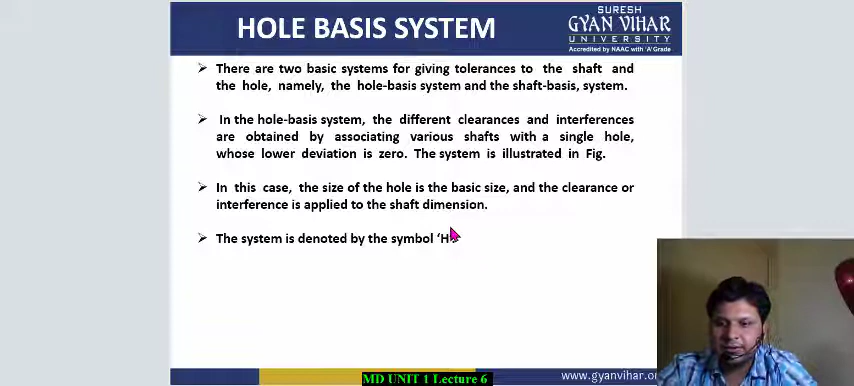 HOLE BASIS SYSTEM
SURESH
GYAN VIHAR
UNIVERSITY
Accredited by NAAC with 'A' Grade
➢ There are two basic systems for giving tolerances to the shaft and
the hole, namely, the hole-basis system and the shaft-basis, system.
➢ In the hole-basis system, the different clearances and interferences
are obtained by associating various shafts with a single hole,
whose lower deviation is zero. The system is illustrated in Fig.
➢ In this case, the size of the hole is the basic size, and the clearance or
interference is applied to the shaft dimension.
➢ The system is denoted by the symbol ‘H
MD UNIT 1 Lecture 6
www.gyanvihar.or